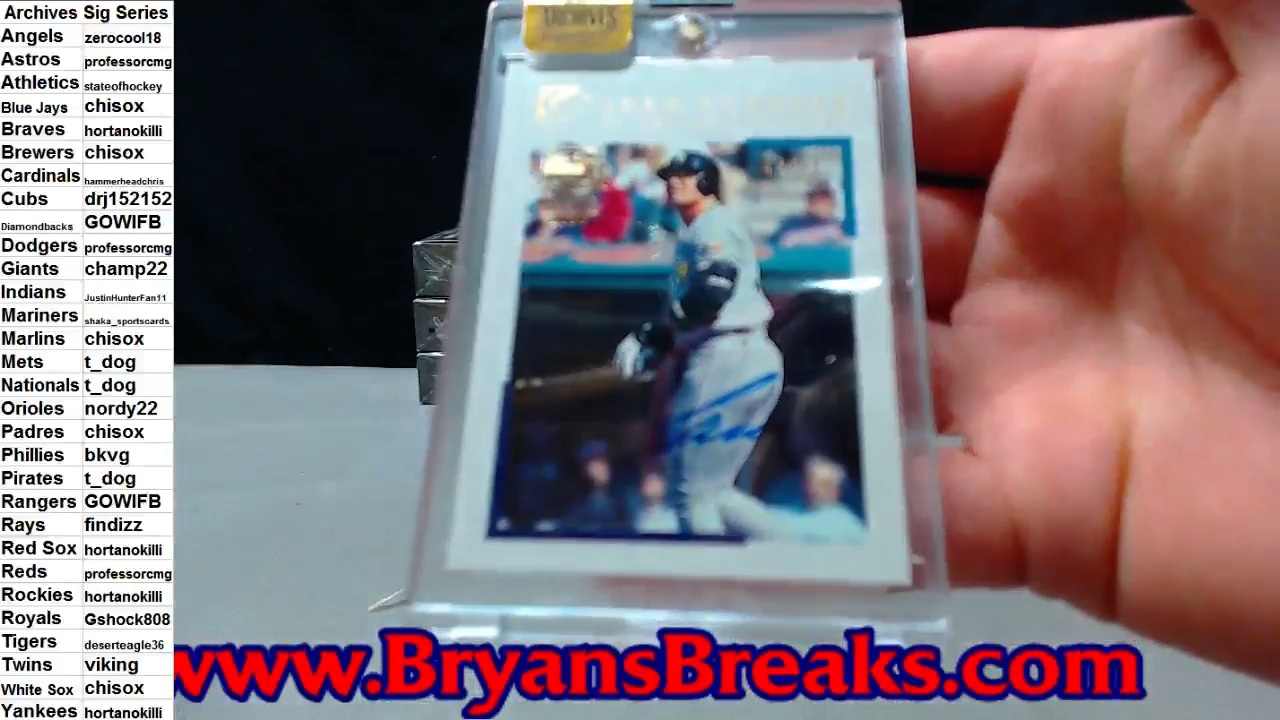 Archives Sig Series
Angels zerocool18
Astros professorcmg
Athletics stateofhockey
Blue Jays chisox
Braves hortanokilli
Brewers chisox
Cardinals hammerheadchris
Cubs drj152152
Diamondbacks GOWIFB
Dodgers professorcmg
Giants champ22
Indians JustinHunterFan11
Mariners shaka_sportscards
Marlins chisox
Mets t_dog
Nationals t_dog
Orioles nordy22
Padres chisox
Phillies bkvg
Pirates t_dog
Rangers GOWIFB
Rays findizz
Red Sox hortanokilli
Reds professorcmg
Rockies hortanokilli
Royals Gshock808
Tigers deserteagle36
Twins viking
White Sox chisox
Yankees hortanokilli
ARCHIVES
www.BryansBreaks.com